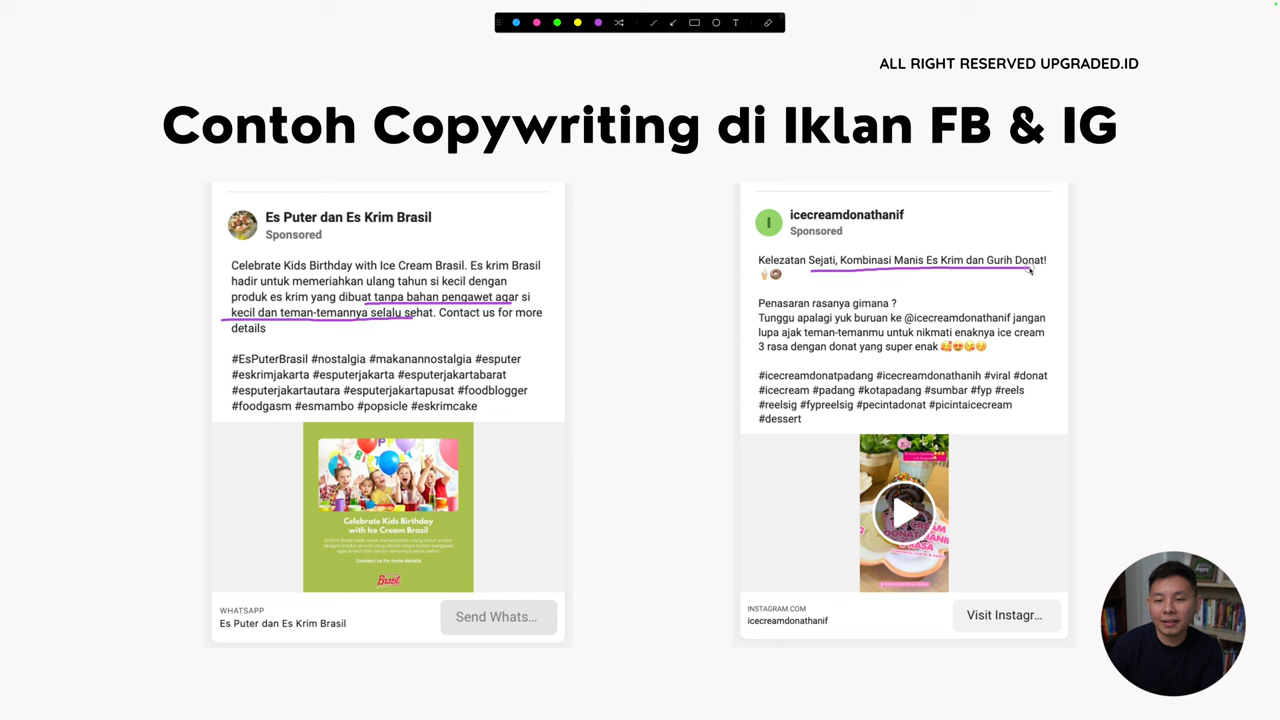 T
ALL RIGHT RESERVED UPGRADED.ID
Contoh Copywriting di Iklan FB & IG
Es Puter dan Es Krim Brasil
Sponsored
Celebrate Kids Birthday with Ice Cream Brasil. Es krim Brasil
hadir untuk memeriahkan ulang tahun si kecil dengan
produk es krim yang dibuat tanpa bahan pengawet agar si
kecil dan teman-temannya selalu sehat. Contact us for more
details
#EsPuterBrasil #nostalgia #makanannostalgia #esputer
#eskrimjakarta #esputerjakarta #esputerjakartabarat
#esputerjakartautara #esputerjakartapusat #foodblogger
#foodgasm #esmambo #popsicle #eskrimcake
Celebrate Kids Birthday
with Ice Cream Brasil
Contact us for more details
Brasil
WHATSAPP
Es Puter dan Es Krim Brasil
Send Whats...
I
icecreamdonathanif
Sponsored
Kelezatan Sejati, Kombinasi Manis Es Krim dan Gurih Donat!
🍦🍩
Penasaran rasanya gimana ?
Tunggu apalagi yuk buruan ke @icecreamdonathanif jangan
lupa ajak teman-temanmu untuk nikmati enaknya ice cream
3 rasa dengan donat yang super enak 🥰😍😘😚
#icecreamdonatpadang #icecreamdonathanih #viral #donat
#icecream #padang #kotapadang #sumbar #fyp #reels
#reelsig #fypreelsig #pecintadonat #picintaicecream
#dessert
INSTAGRAM.COM
icecreamdonathanif
Visit Instagr...